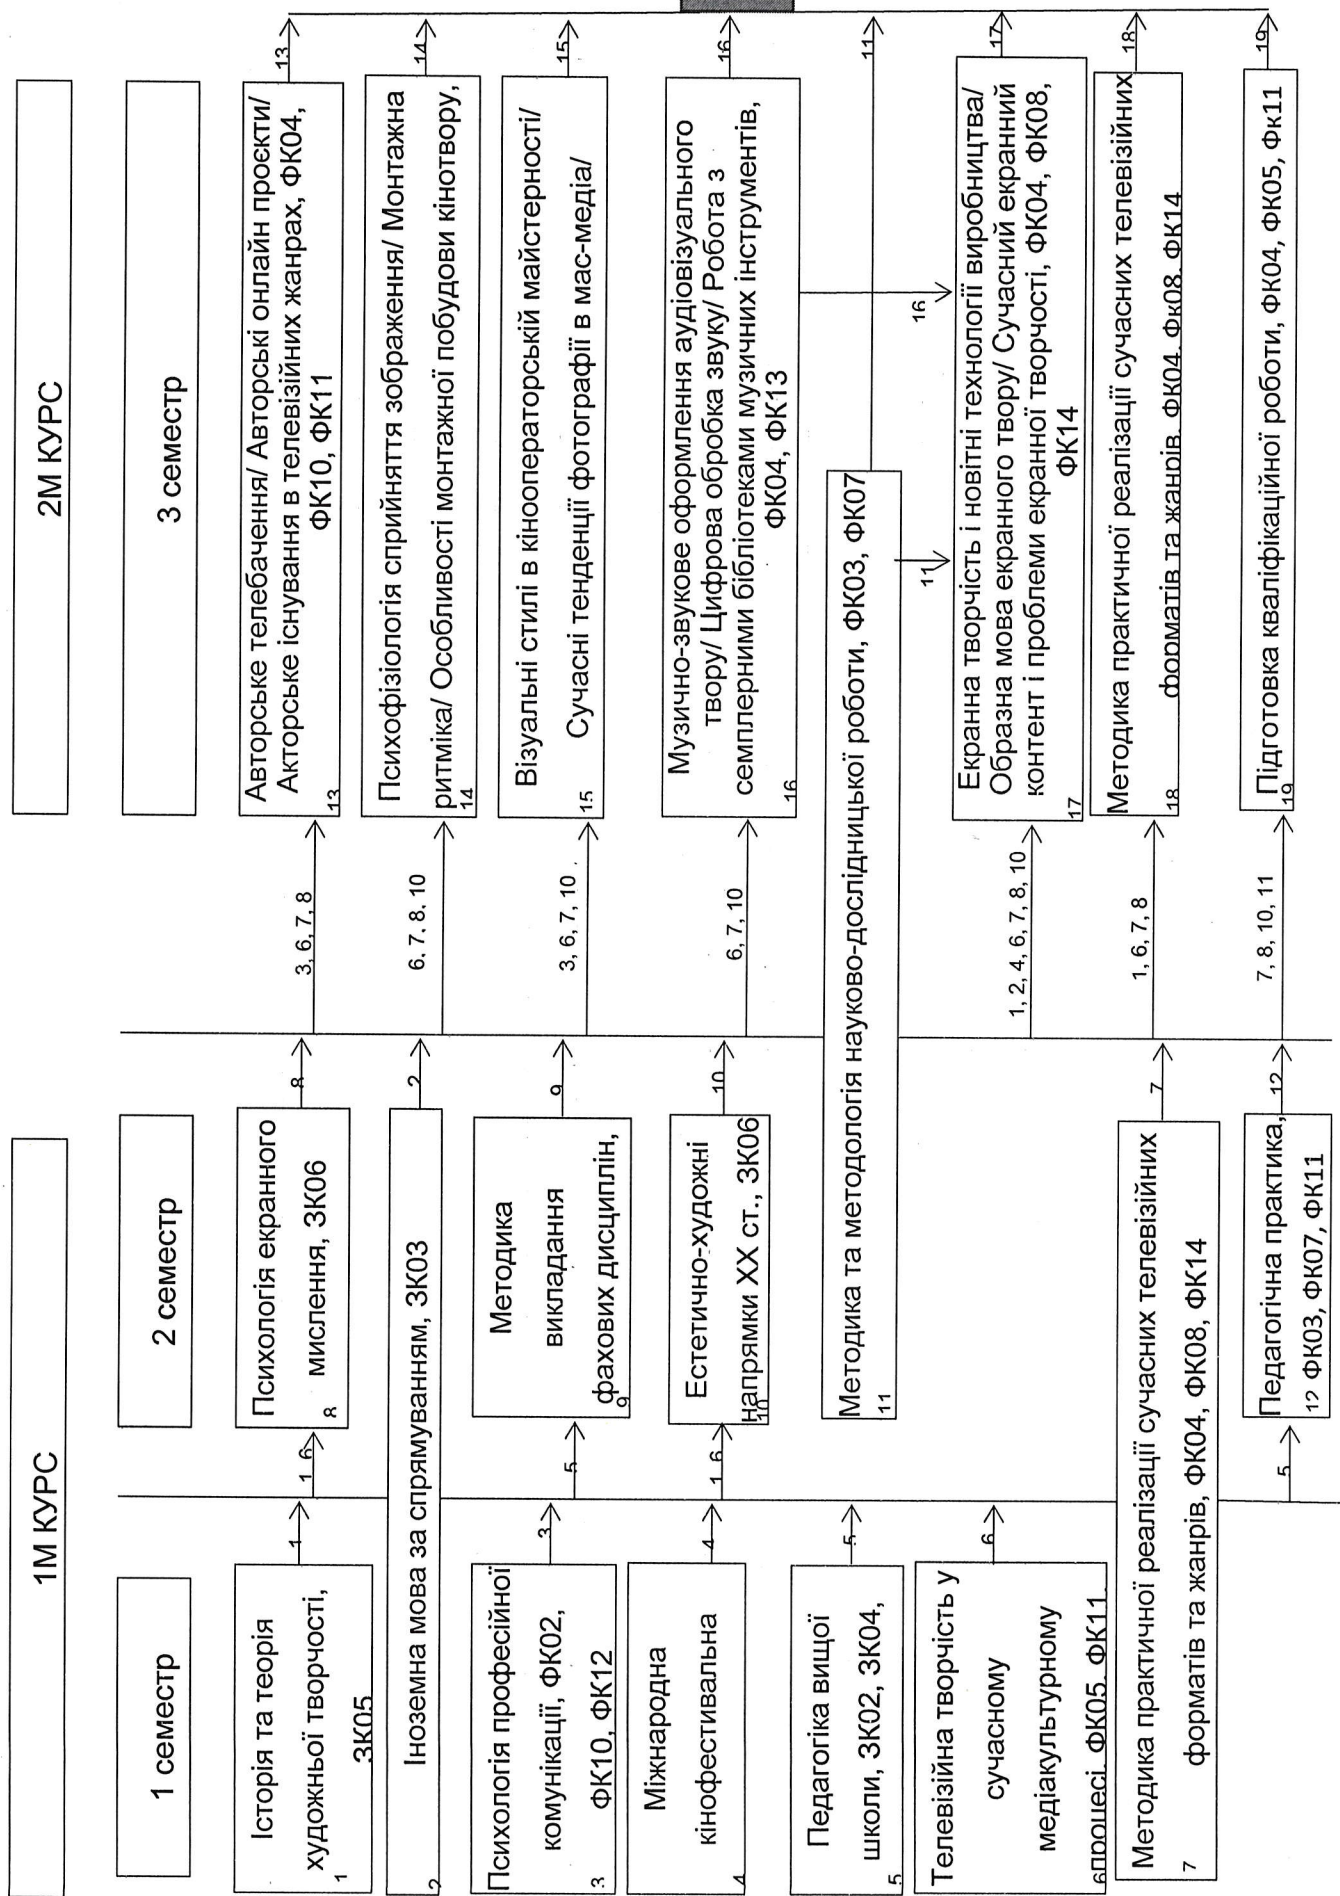 1М КУРС
2М КУРС
1 семестр
2 семестр
3 семестр
Історія та теорія
художньої творчості,
ЗК05
1
1
1 6
Психологія екранного
мислення, ЗК06
8
8
3, 6, 7, 8
Авторське телебачення/ Авторські онлайн проєкти/
Акторське існування в телевізійних жанрах, ФК04,
ФК10, ФК11
13
13
Іноземна мова за спрямуванням, ЗК03
2
2
6, 7, 8, 10
Психофізіологія сприйняття зображення/ Монтажна
ритміка/ Особливості монтажної побудови кінотвору,
14
14
Психологія професійної
комунікації, ФК02,
ФК10, ФК12
3
3
5
Методика
викладання
фахових дисциплін,
9
9
3, 6, 7, 10
Візуальні стилі в кінооператорській майстерності/
Сучасні тенденції фотографії в мас-медіа/
15
15
Міжнародна
кінофестивальна
4
4
1 6
Естетично-художні
напрямки ХХ ст., ЗК06
10
10
6, 7, 10
Музично-звукове оформлення аудіовізуального
твору/ Цифрова обробка звуку/ Робота з
семплерними бібліотеками музичних інструментів,
ФК04, ФК13
16
16
16
Педагогіка вищої
школи, ЗК02, ЗК04,
5
5
Методика та методологія науково-дослідницької роботи, ФК03, ФК07
11
11
11
Телевізійна творчість у
сучасному
медіакультурному
процесі, ФК05, ФК11
6
6
1, 2, 4, 6, 7, 8, 10
Екранна творчість і новітні технології виробництва/
Образна мова екранного твору/ Сучасний екранний
контент і проблеми екранної творчості, ФК04, ФК08,
ФК14
17
17
Методика практичної реалізації сучасних телевізійних
форматів та жанрів, ФК04, ФК08, ФК14
7
7
1, 6, 7, 8
Методика практичної реалізації сучасних телевізійних
форматів та жанрів, ФК04, Фк08, ФК14
18
18
5
Педагогічна практика,
12 ФК03, ФК07, ФК11
12
7, 8, 10, 11
Підготовка кваліфікаційної роботи, ФК04, ФК05, Фк11
19
19